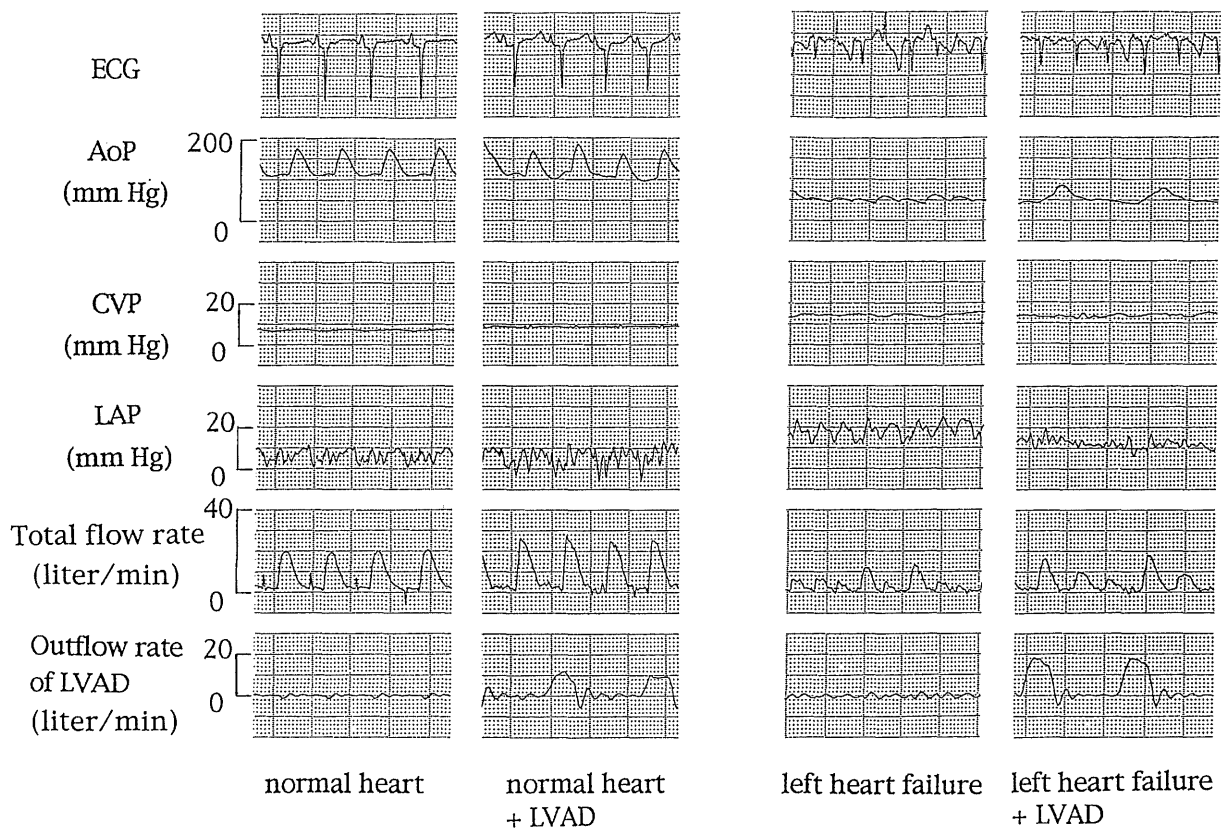 ECG
AoP
(mm Hg)
200
0
CVP
(mm Hg)
20
0
LAP
(mm Hg)
20
0
Total flow rate
(liter/min)
40
0
Outflow rate
of LVAD
(liter/min)
20
0
normal heart
normal heart
+ LVAD
left heart failure
left heart failure
+ LVAD